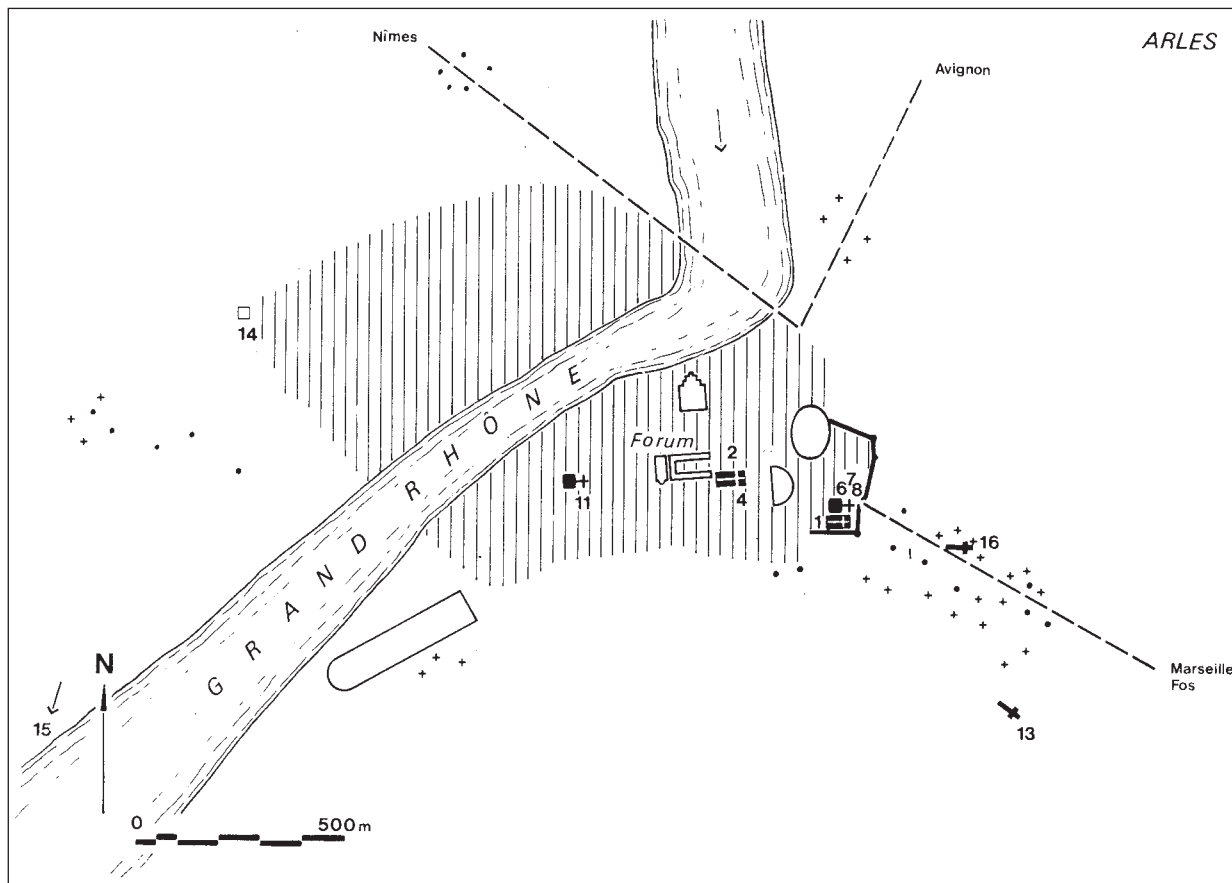 ARLES
Nîmes
Avignon
14
GRAND RHÔNE
Forum
2
4
11
7
6 8
1
16
Marseille
Fos
13
N
15
0 500 m